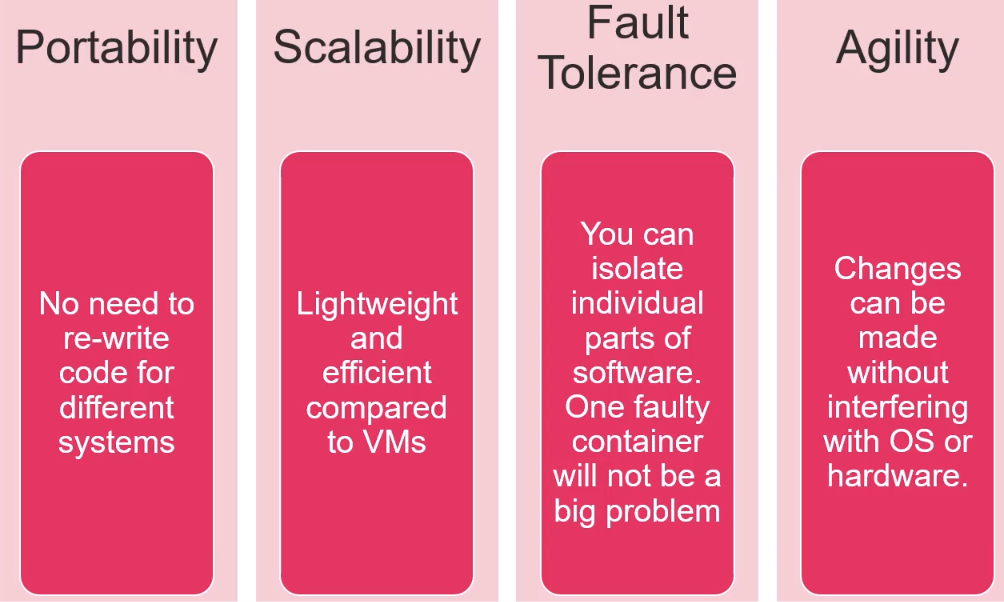 Portability
No need to
re-write
code for
different
systems
Scalability
Lightweight
and
efficient
compared
to VMs
Fault
Tolerance
You can
isolate
individual
parts of
software.
One faulty
container
will not be a
big problem
Agility
Changes
can be
made
without
interfering
with OS or
hardware.